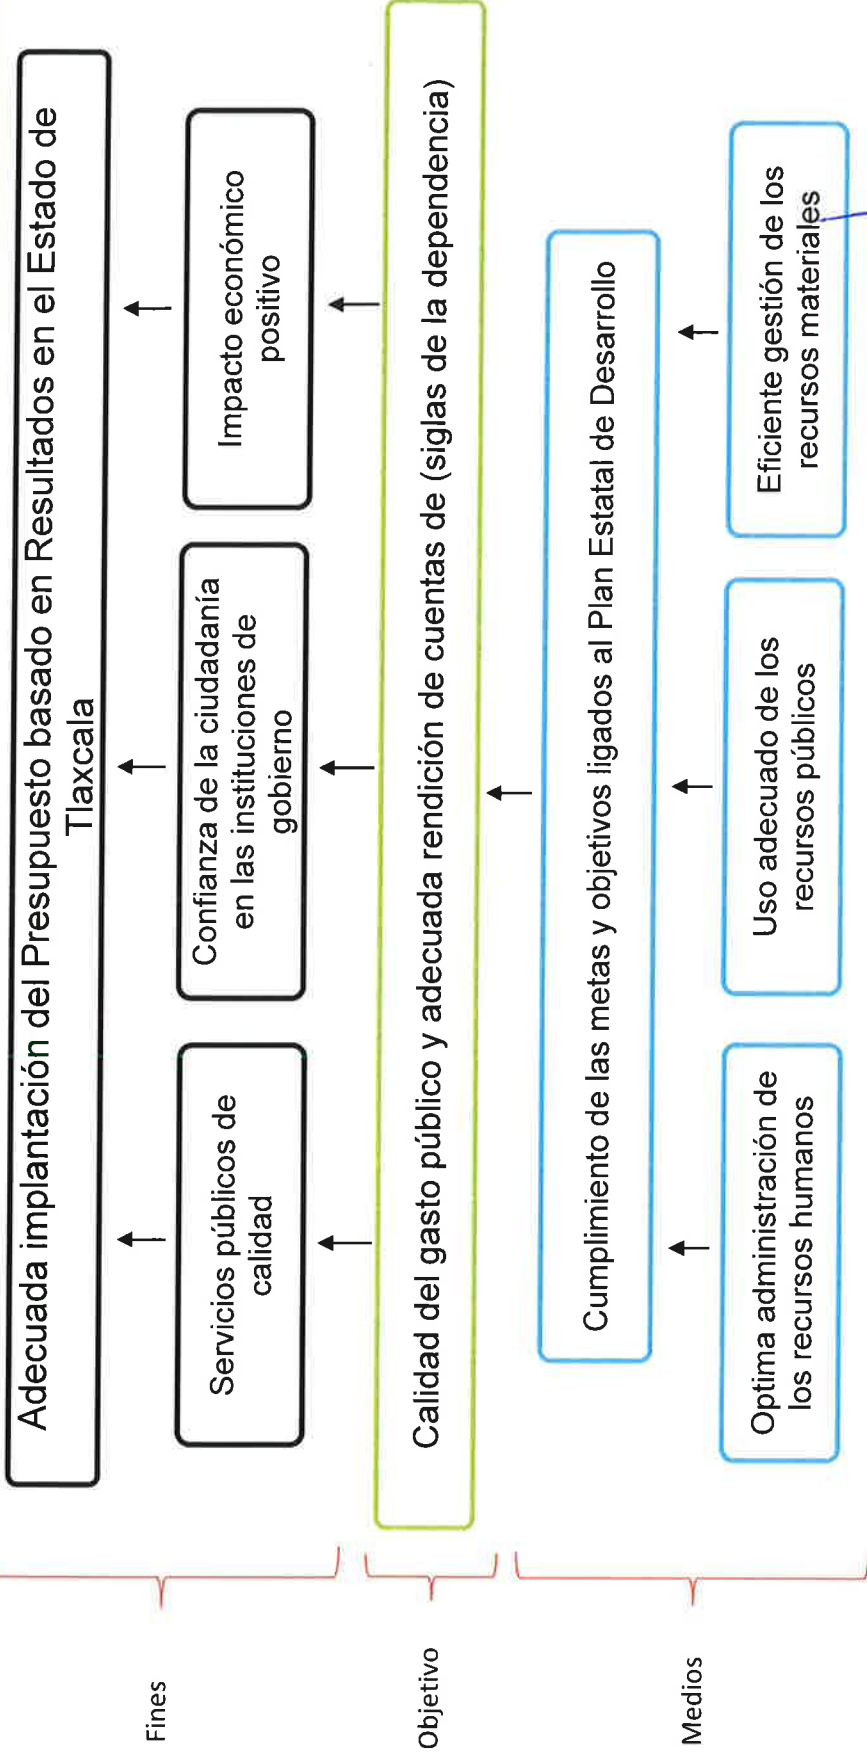 Adecuada implantación del Presupuesto basado en Resultados en el Estado de
Tlaxcala
Fines
Servicios públicos de
calidad
Confianza de la ciudadanía
en las instituciones de
gobierno
Impacto económico
positivo
Objetivo
Calidad del gasto público y adecuada rendición de cuentas de (siglas de la dependencia)
Medios
Cumplimiento de las metas y objetivos ligados al Plan Estatal de Desarrollo
Optima administración de
los recursos humanos
Uso adecuado de los
recursos públicos
Eficiente gestión de los
recursos materiales